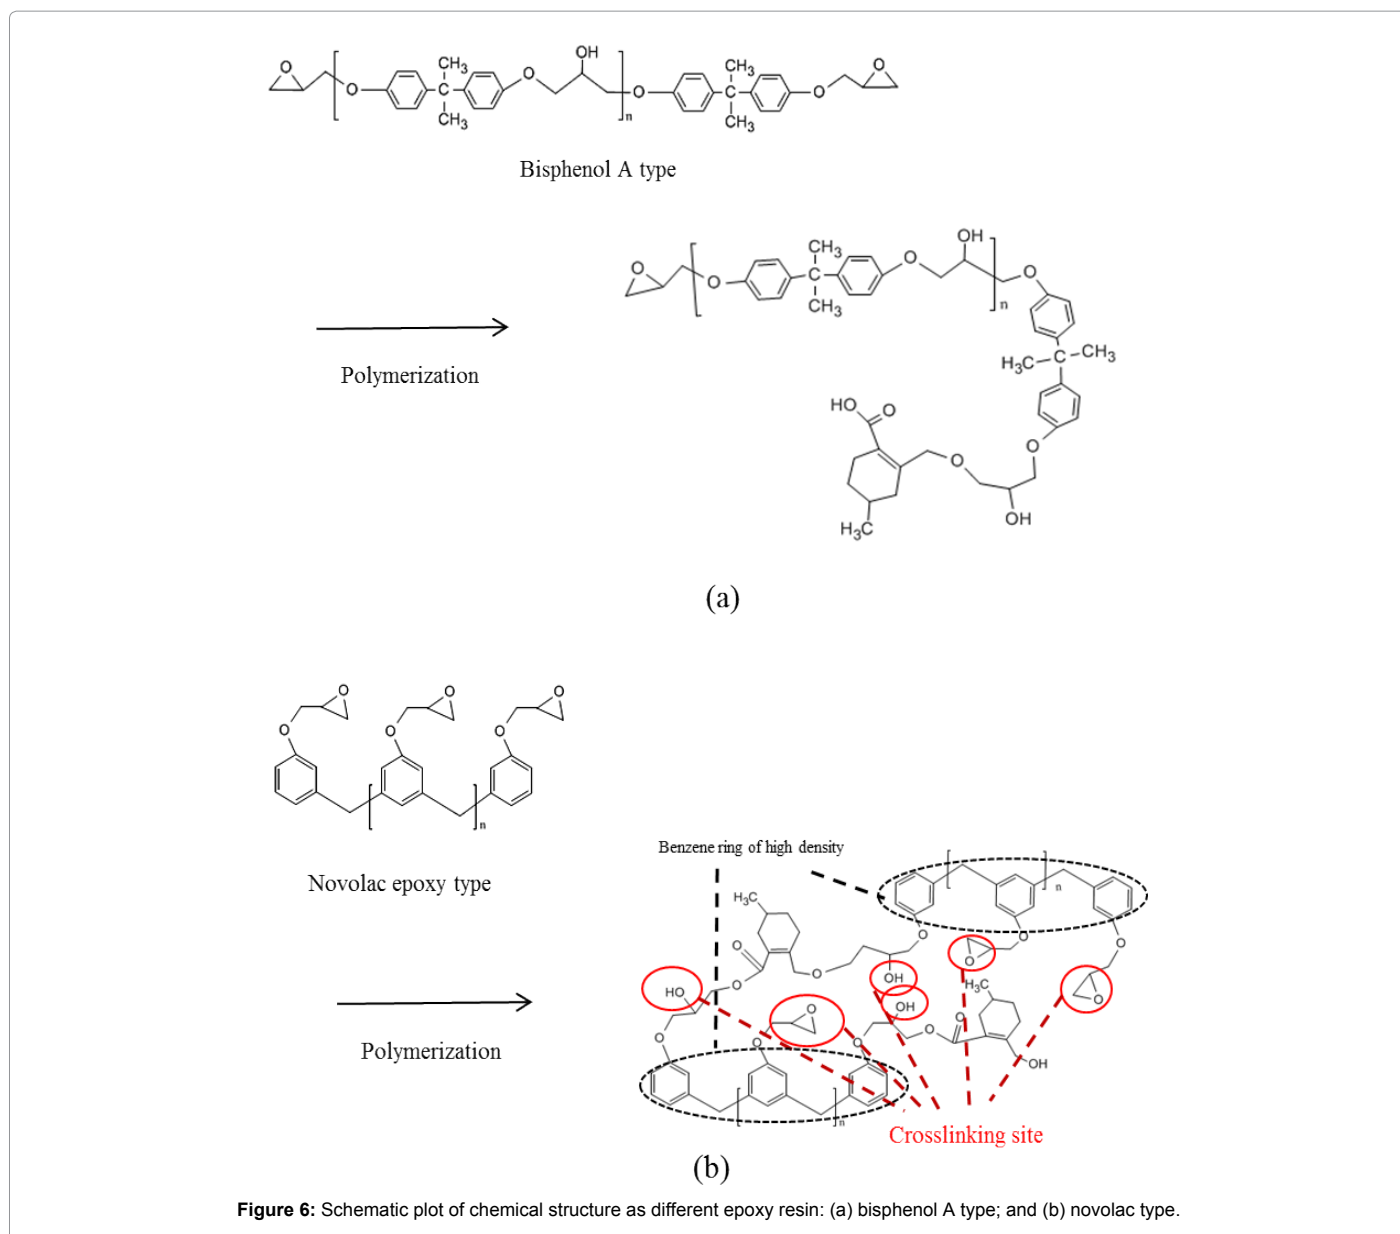 OH
O CH₃ O
O C O CH₃ O
CH₃ n C O
CH₃
Bisphenol A type
OH
CH₃ O
O C O O
O CH₃ n
H₃C C CH₃
Polymerization
HO O
O
O
OH
H₃C
(a)
O O O
O O O
n
Benzene ring of high density
Novolac epoxy type
n
H₃C
O O O
O O
O O OH H₃C O
HO O OH O
O O O O
OH
Polymerization
n
Crosslinking site
(b)
Figure 6: Schematic plot of chemical structure as different epoxy resin: (a) bisphenol A type; and (b) novolac type.